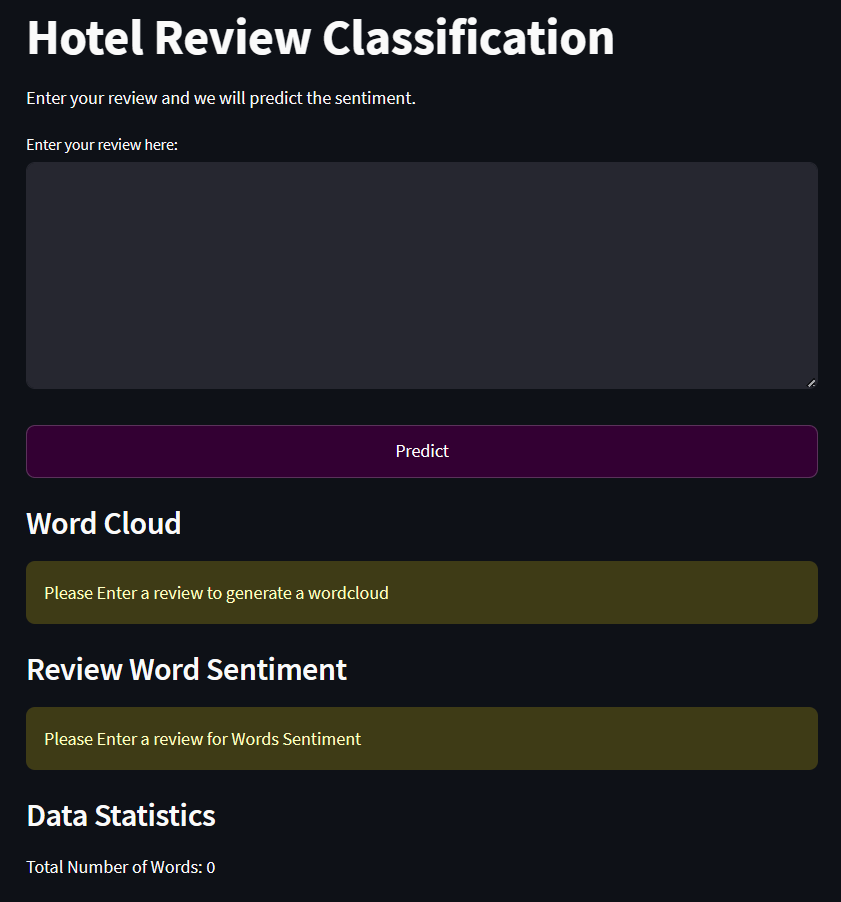 Hotel Review Classification
Enter your review and we will predict the sentiment.
Enter your review here:
Predict
Word Cloud
Please Enter a review to generate a wordcloud
Review Word Sentiment
Please Enter a review for Words Sentiment
Data Statistics
Total Number of Words: 0